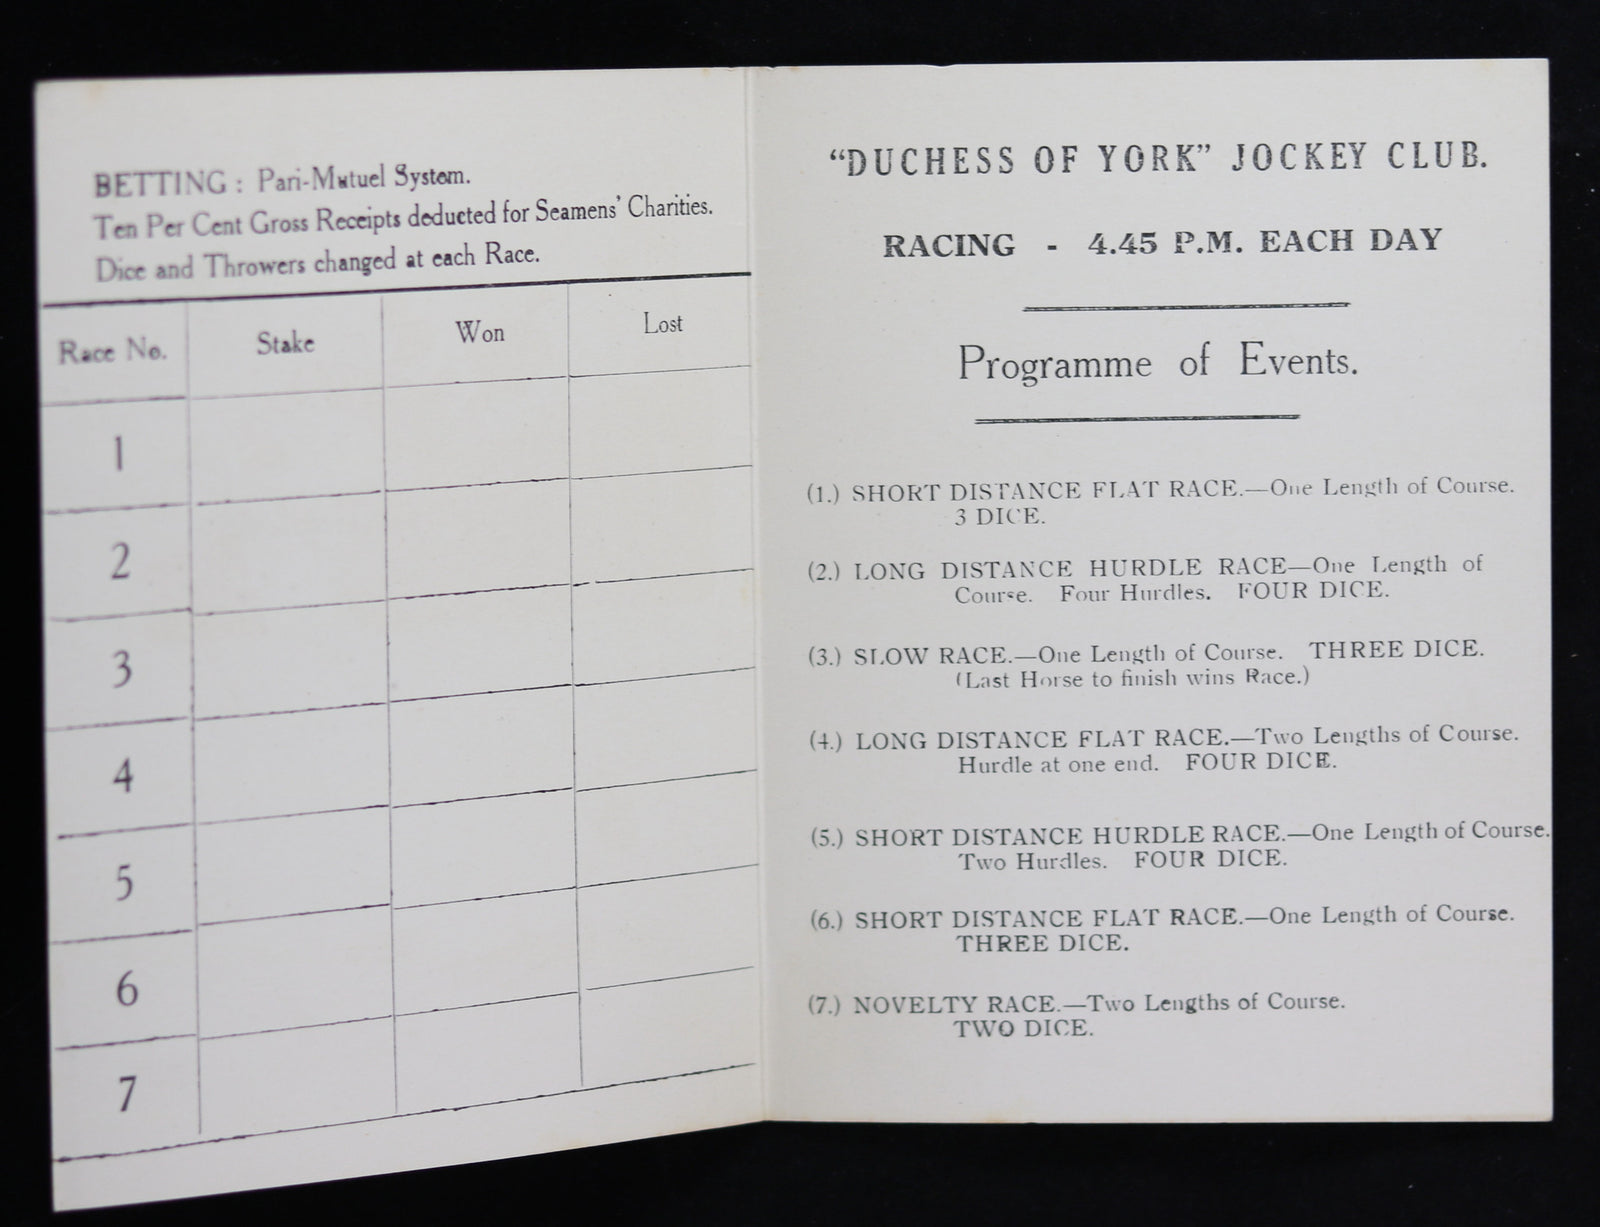 BETTING : Pari-Mutuel System.
Ten Per Cent Gross Receipts deducted for Seamens' Charities.
Dice and Throwers changed at each Race.
Race No. Stake Won Lost
1
2
3
4
5
6
7
"DUCHESS OF YORK" JOCKEY CLUB.
RACING - 4.45 P.M. EACH DAY
Programme of Events.
(1.) SHORT DISTANCE FLAT RACE.—One Length of Course.
3 DICE.
(2.) LONG DISTANCE HURDLE RACE—One Length of
Course. Four Hurdles. FOUR DICE.
(3.) SLOW RACE.—One Length of Course. THREE DICE.
(Last Horse to finish wins Race.)
(4.) LONG DISTANCE FLAT RACE.—Two Lengths of Course.
Hurdle at one end. FOUR DICE.
(5.) SHORT DISTANCE HURDLE RACE.—One Length of Course.
Two Hurdles. FOUR DICE.
(6.) SHORT DISTANCE FLAT RACE.—One Length of Course.
THREE DICE.
(7.) NOVELTY RACE.—Two Lengths of Course.
TWO DICE.